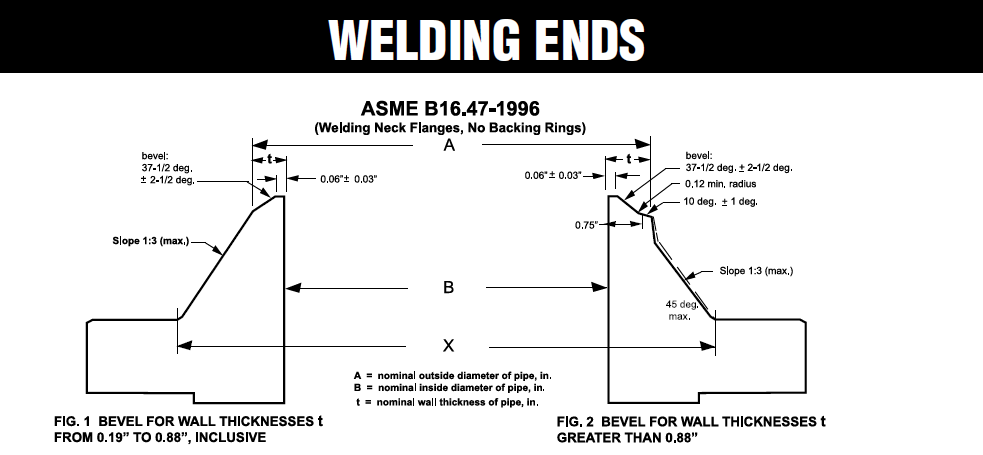 WELDING ENDS
ASME B16.47-1996
(Welding Neck Flanges, No Backing Rings)
A
bevel:
37-1/2 deg.
± 2-1/2 deg.
t
0.06"± 0.03"
Slope 1:3 (max.)
0.06"± 0.03"
t
bevel:
37-1/2 deg. ± 2-1/2 deg.
0.12 min. radius
10 deg. ± 1 deg.
0.75"
Slope 1:3 (max.)
45 deg.
max.
B
X
A = nominal outside diameter of pipe, in.
B = nominal inside diameter of pipe, in.
t = nominal wall thickness of pipe, in.
FIG. 1 BEVEL FOR WALL THICKNESSES t
FROM 0.19” TO 0.88”, INCLUSIVE
FIG. 2 BEVEL FOR WALL THICKNESSES t
GREATER THAN 0.88”